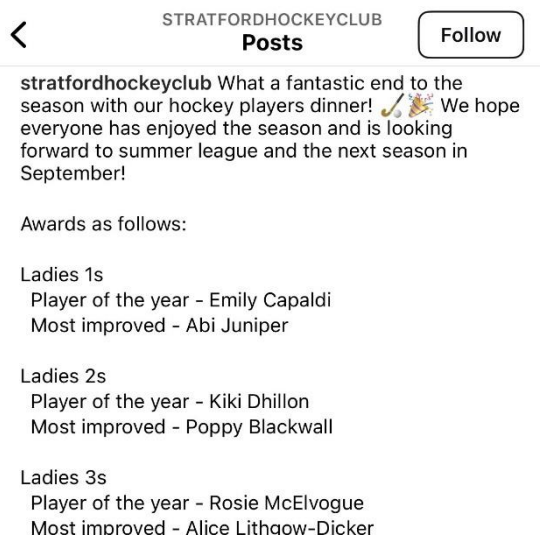 STRATFORDHOCKEYCLUB
Posts
Follow
stratfordhockeyclub What a fantastic end to the
season with our hockey players dinner! 🏑🎉 We hope
everyone has enjoyed the season and is looking
forward to summer league and the next season in
September!
Awards as follows:
Ladies 1s
Player of the year - Emily Capaldi
Most improved - Abi Juniper
Ladies 2s
Player of the year - Kiki Dhillon
Most improved - Poppy Blackwall
Ladies 3s
Player of the year - Rosie McElvogue
Most improved - Alice Lithgow-Dicker